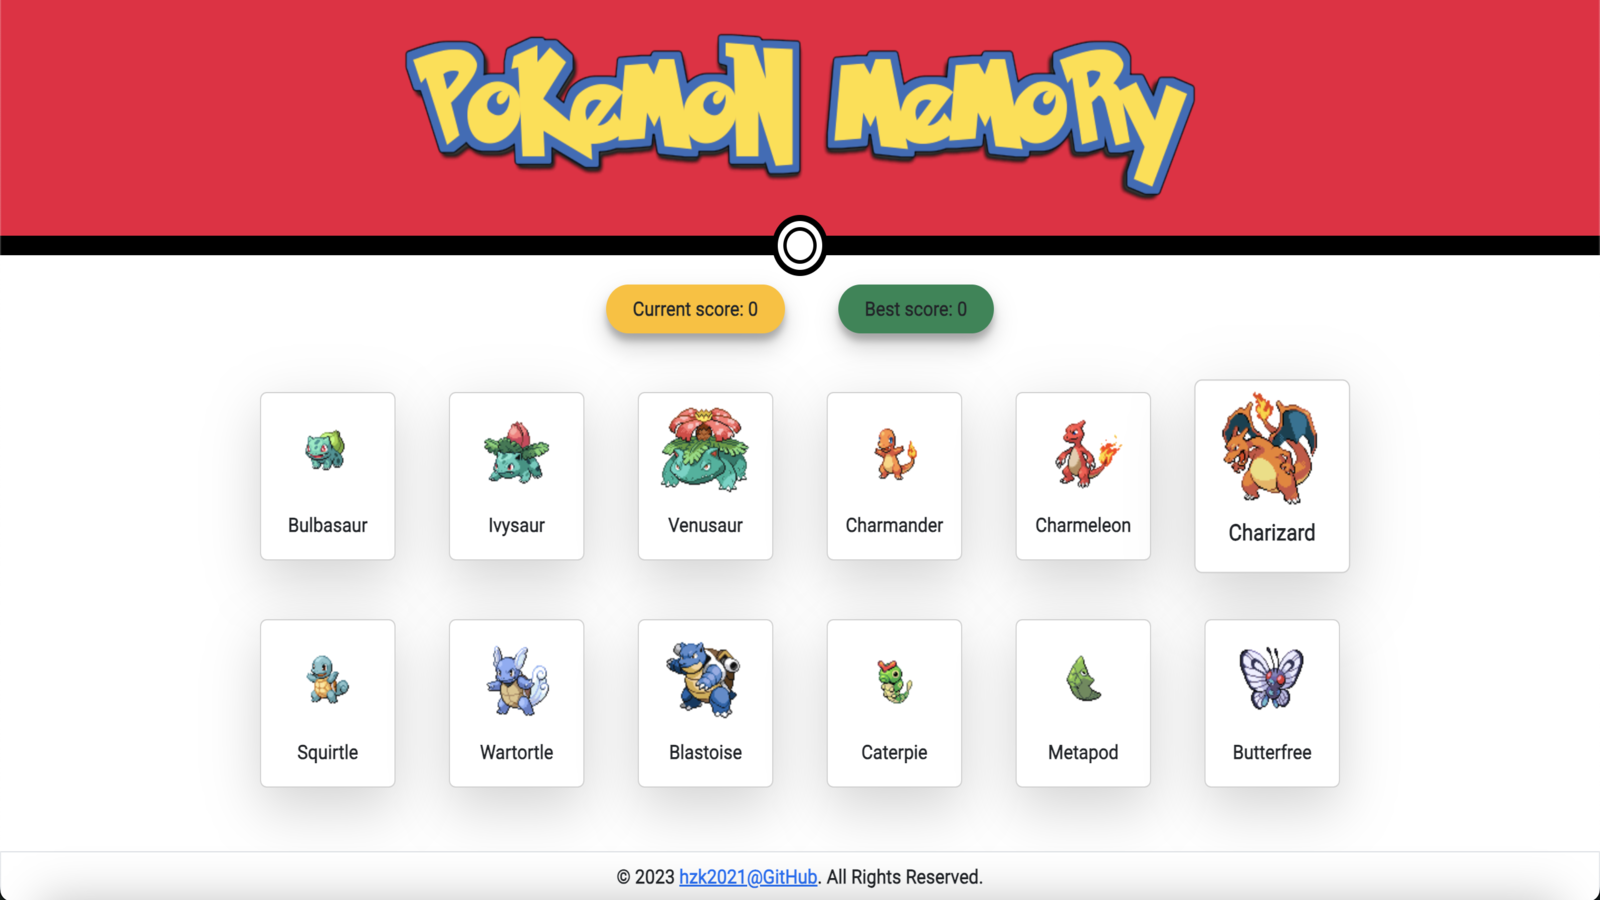 POKeMON MeMORy
Current score: 0
Best score: 0
Bulbasaur
Ivysaur
Venusaur
Charmander
Charmeleon
Charizard
Squirtle
Wartortle
Blastoise
Caterpie
Metapod
Butterfree
© 2023 hzk2021@GitHub. All Rights Reserved.